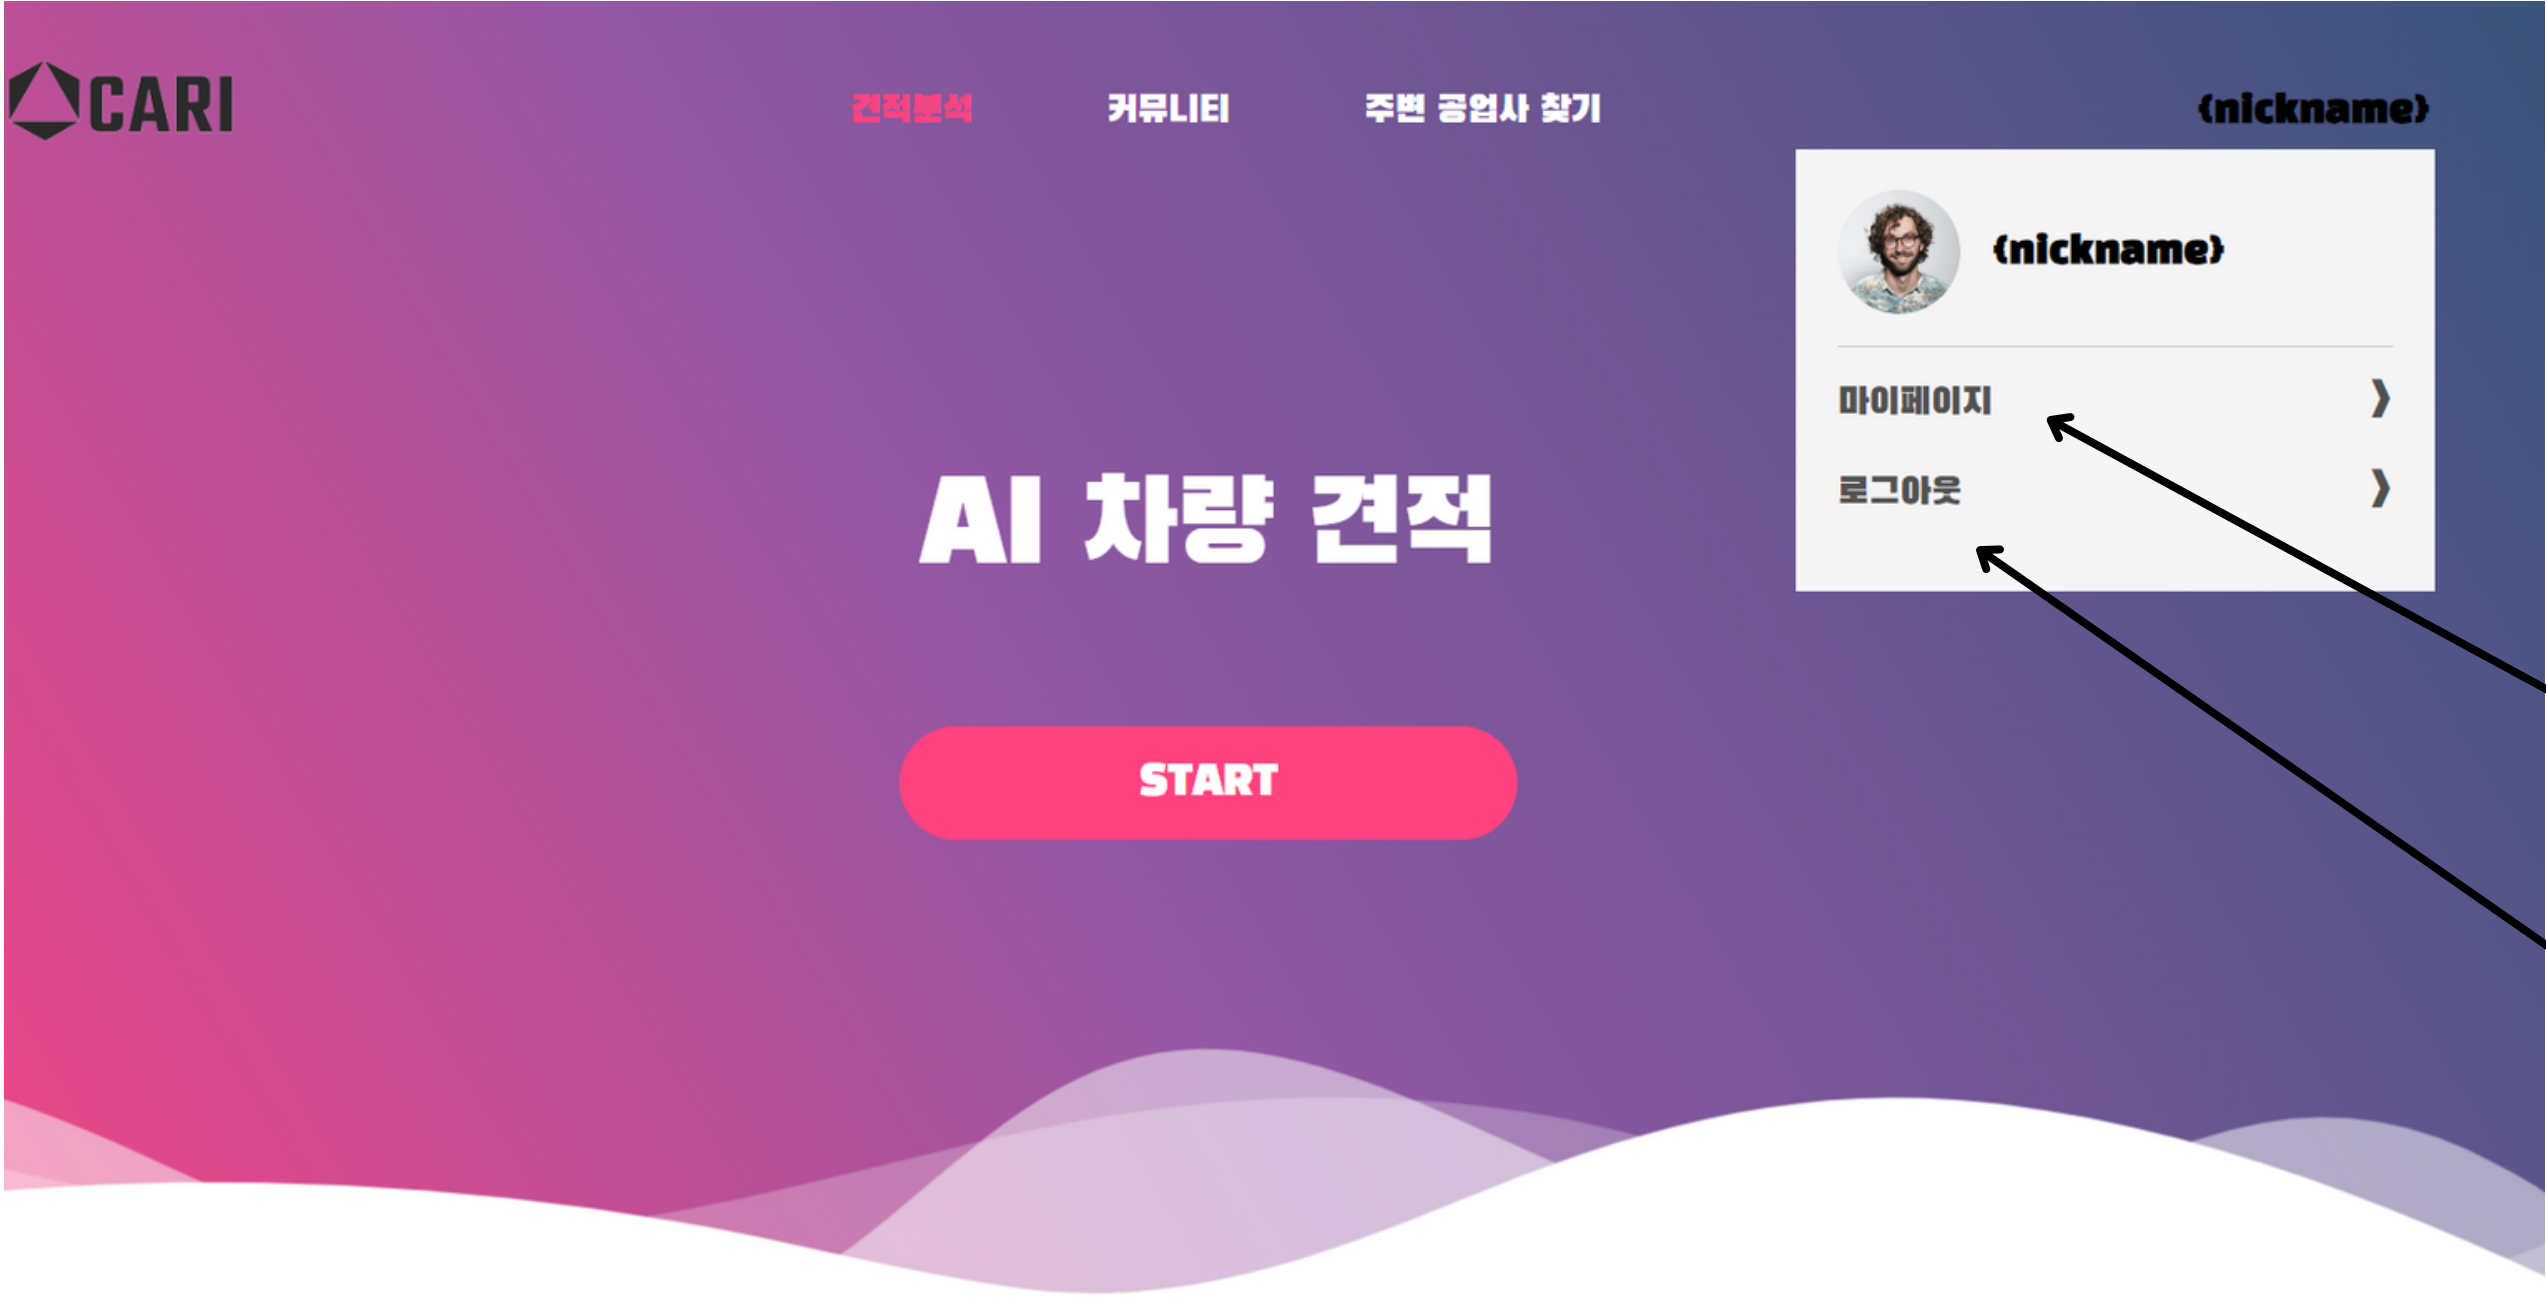 CARI
견적분석 커뮤니티 주변 공업사 찾기 {nickname}
{nickname}
마이페이지 ❯
로그아웃 ❯
AI 차량 견적
START